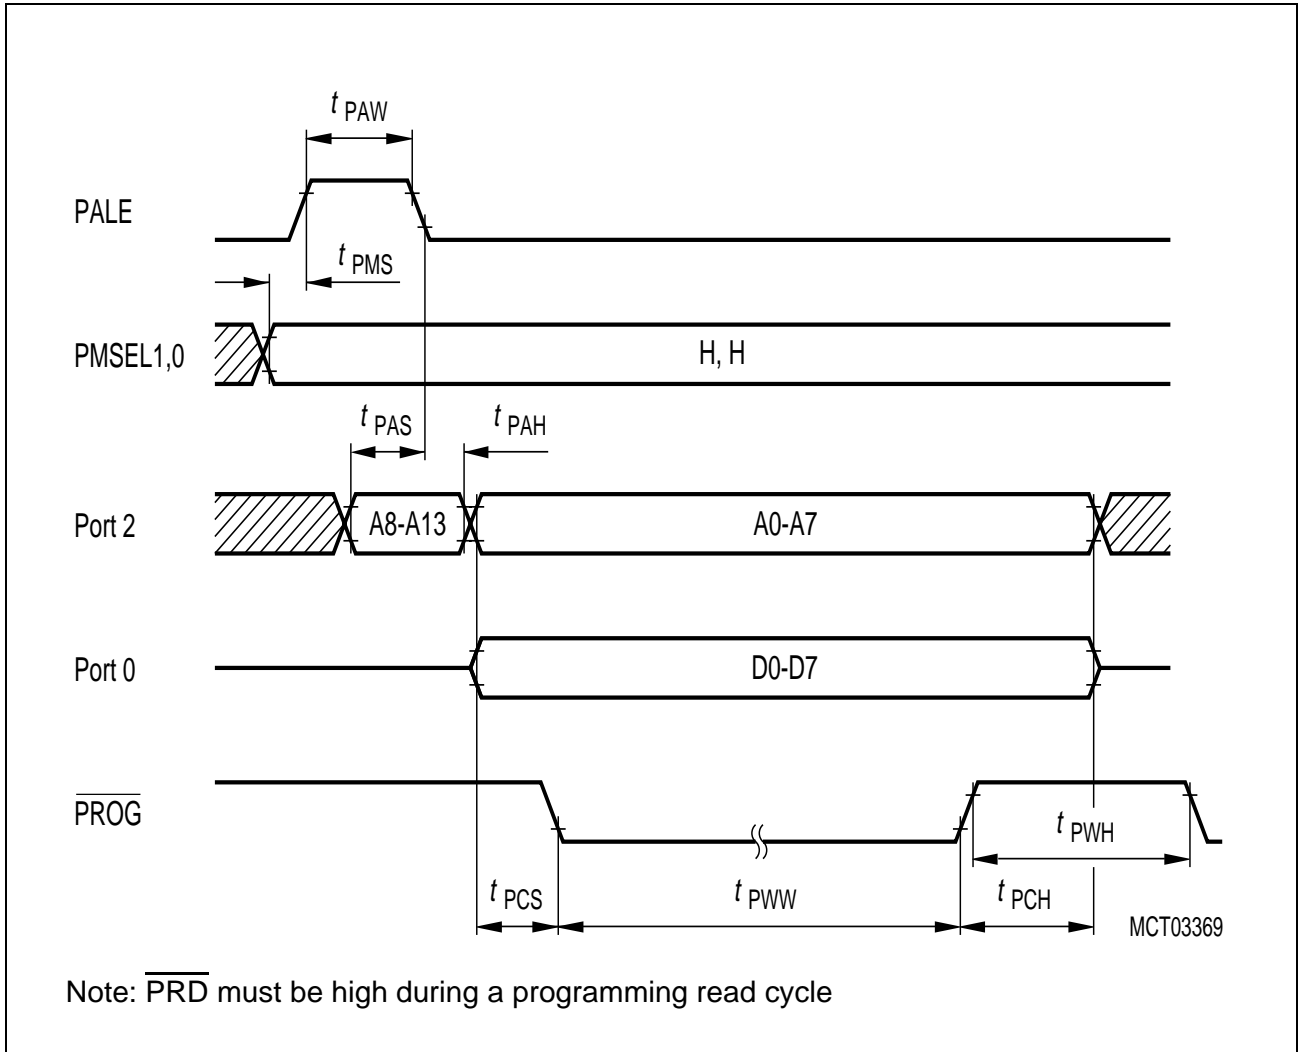 t PAW
PALE
t PMS
PMSEL1,0
H, H
t PAS
t PAH
Port 2
A8-A13
A0-A7
Port 0
D0-D7
PROG
t PWH
t PCS
t PWW
t PCH
MCT03369
Note: PRD must be high during a programming read cycle